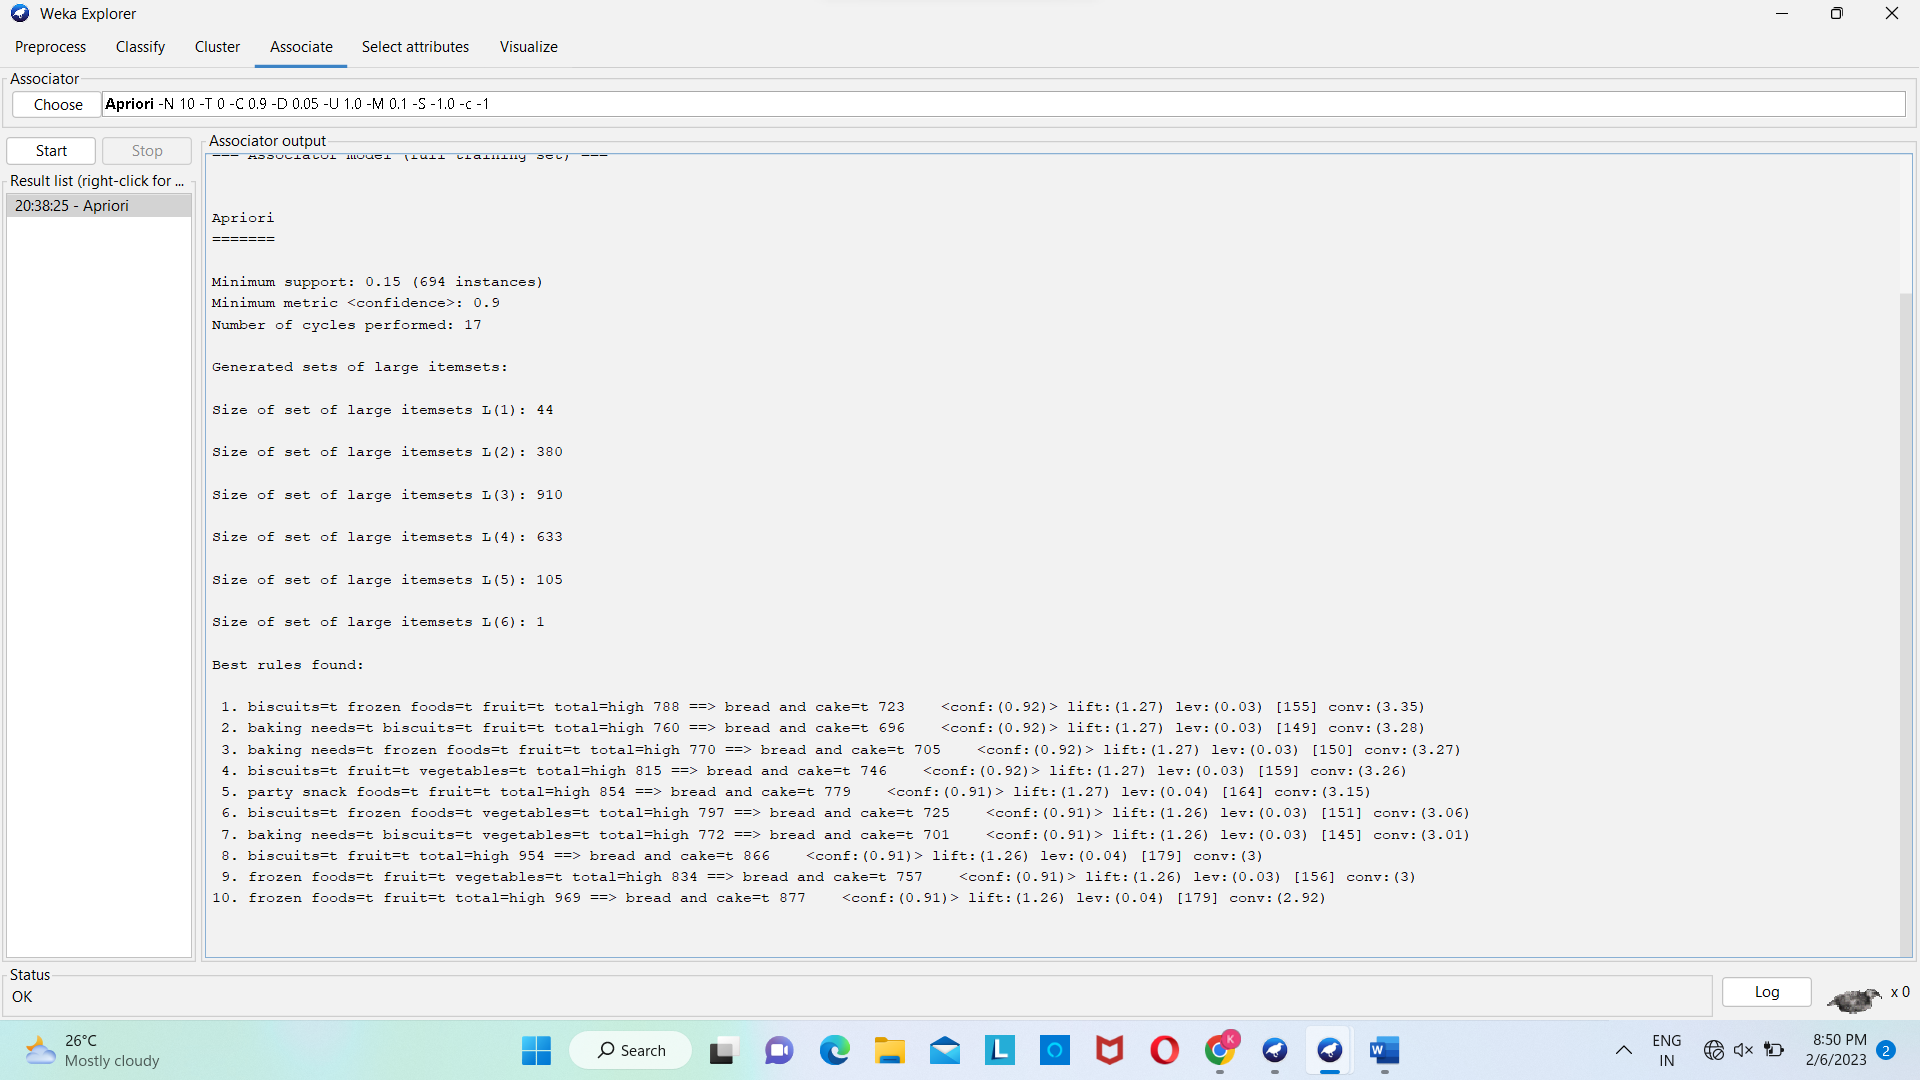 Weka Explorer
Preprocess Classify Cluster Associate Select attributes Visualize
Associator
Choose Apriori -N 10 -T 0 -C 0.9 -D 0.05 -U 1.0 -M 0.1 -S -1.0 -c -1
Start Stop
Associator output
Result list (right-click for ...
20:38:25 - Apriori
=== Associator model (full training set) ===
Apriori
=======
Minimum support: 0.15 (694 instances)
Minimum metric <confidence>: 0.9
Number of cycles performed: 17
Generated sets of large itemsets:
Size of set of large itemsets L(1): 44
Size of set of large itemsets L(2): 380
Size of set of large itemsets L(3): 910
Size of set of large itemsets L(4): 633
Size of set of large itemsets L(5): 105
Size of set of large itemsets L(6): 1
Best rules found:
1. biscuits=t frozen foods=t fruit=t total=high 788 ==> bread and cake=t 723 <conf:(0.92)> lift:(1.27) lev:(0.03) [155] conv:(3.35)
2. baking needs=t biscuits=t fruit=t total=high 760 ==> bread and cake=t 696 <conf:(0.92)> lift:(1.27) lev:(0.03) [149] conv:(3.28)
3. baking needs=t frozen foods=t fruit=t total=high 770 ==> bread and cake=t 705 <conf:(0.92)> lift:(1.27) lev:(0.03) [150] conv:(3.27)
4. biscuits=t fruit=t vegetables=t total=high 815 ==> bread and cake=t 746 <conf:(0.92)> lift:(1.27) lev:(0.03) [159] conv:(3.26)
5. party snack foods=t fruit=t total=high 854 ==> bread and cake=t 779 <conf:(0.91)> lift:(1.27) lev:(0.04) [164] conv:(3.15)
6. biscuits=t frozen foods=t vegetables=t total=high 797 ==> bread and cake=t 725 <conf:(0.91)> lift:(1.26) lev:(0.03) [151] conv:(3.06)
7. baking needs=t biscuits=t vegetables=t total=high 772 ==> bread and cake=t 701 <conf:(0.91)> lift:(1.26) lev:(0.03) [145] conv:(3.01)
8. biscuits=t fruit=t total=high 954 ==> bread and cake=t 866 <conf:(0.91)> lift:(1.26) lev:(0.04) [179] conv:(3)
9. frozen foods=t fruit=t vegetables=t total=high 834 ==> bread and cake=t 757 <conf:(0.91)> lift:(1.26) lev:(0.03) [156] conv:(3)
10. frozen foods=t fruit=t total=high 969 ==> bread and cake=t 877 <conf:(0.91)> lift:(1.26) lev:(0.04) [179] conv:(2.92)
Status
OK
Log
x 0
26°C
Mostly cloudy
Search
L
K
W
ENG
IN
8:50 PM
2/6/2023
2